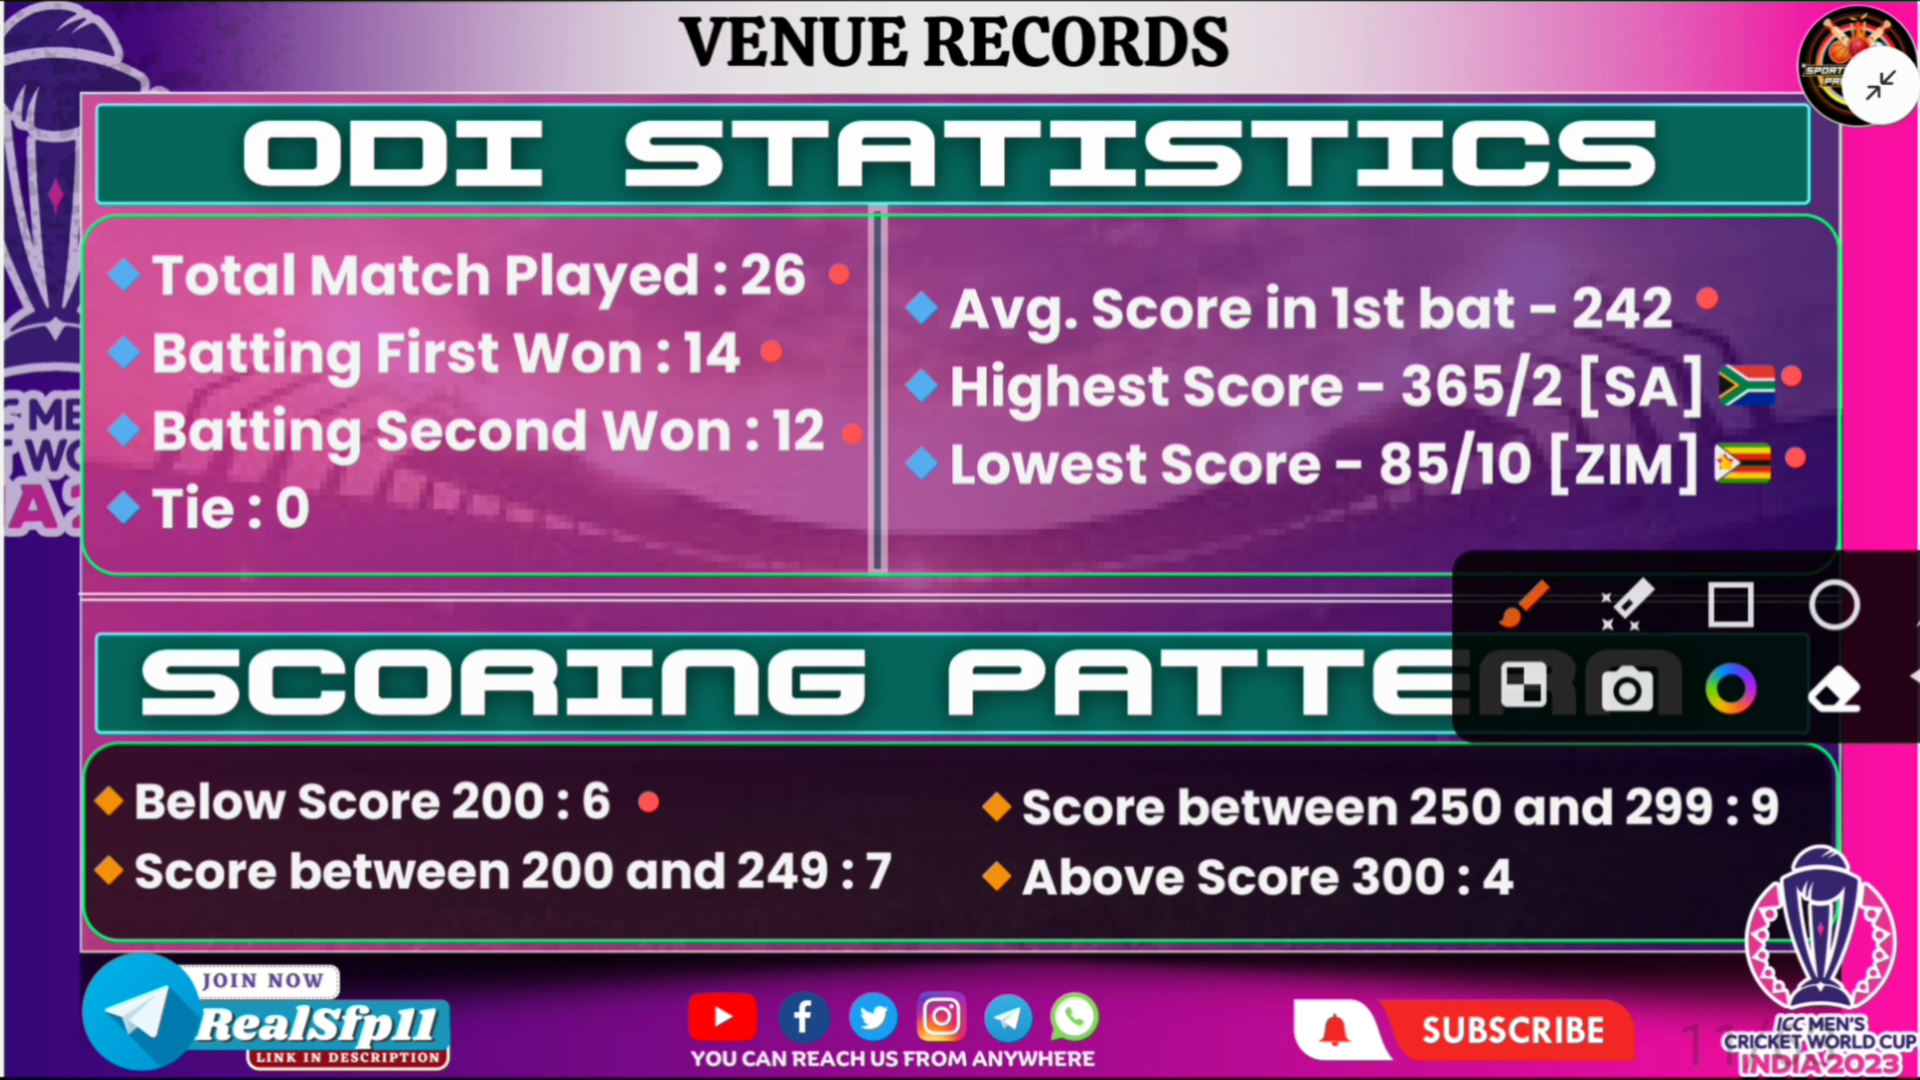 VENUE RECORDS
ODI STATISTICS
Total Match Played : 26
Batting First Won : 14
Batting Second Won : 12
Tie : 0
Avg. Score in 1st bat - 242
Highest Score - 365/2 [SA]
Lowest Score - 85/10 [ZIM]
SCORING PATTERN
Below Score 200 : 6
Score between 200 and 249 : 7
Score between 250 and 299 : 9
Above Score 300 : 4
JOIN NOW
RealSfp11
LINK IN DESCRIPTION
YOU CAN REACH US FROM ANYWHERE
SUBSCRIBE
ICC MEN'S
CRICKET WORLD CUP
INDIA 2023